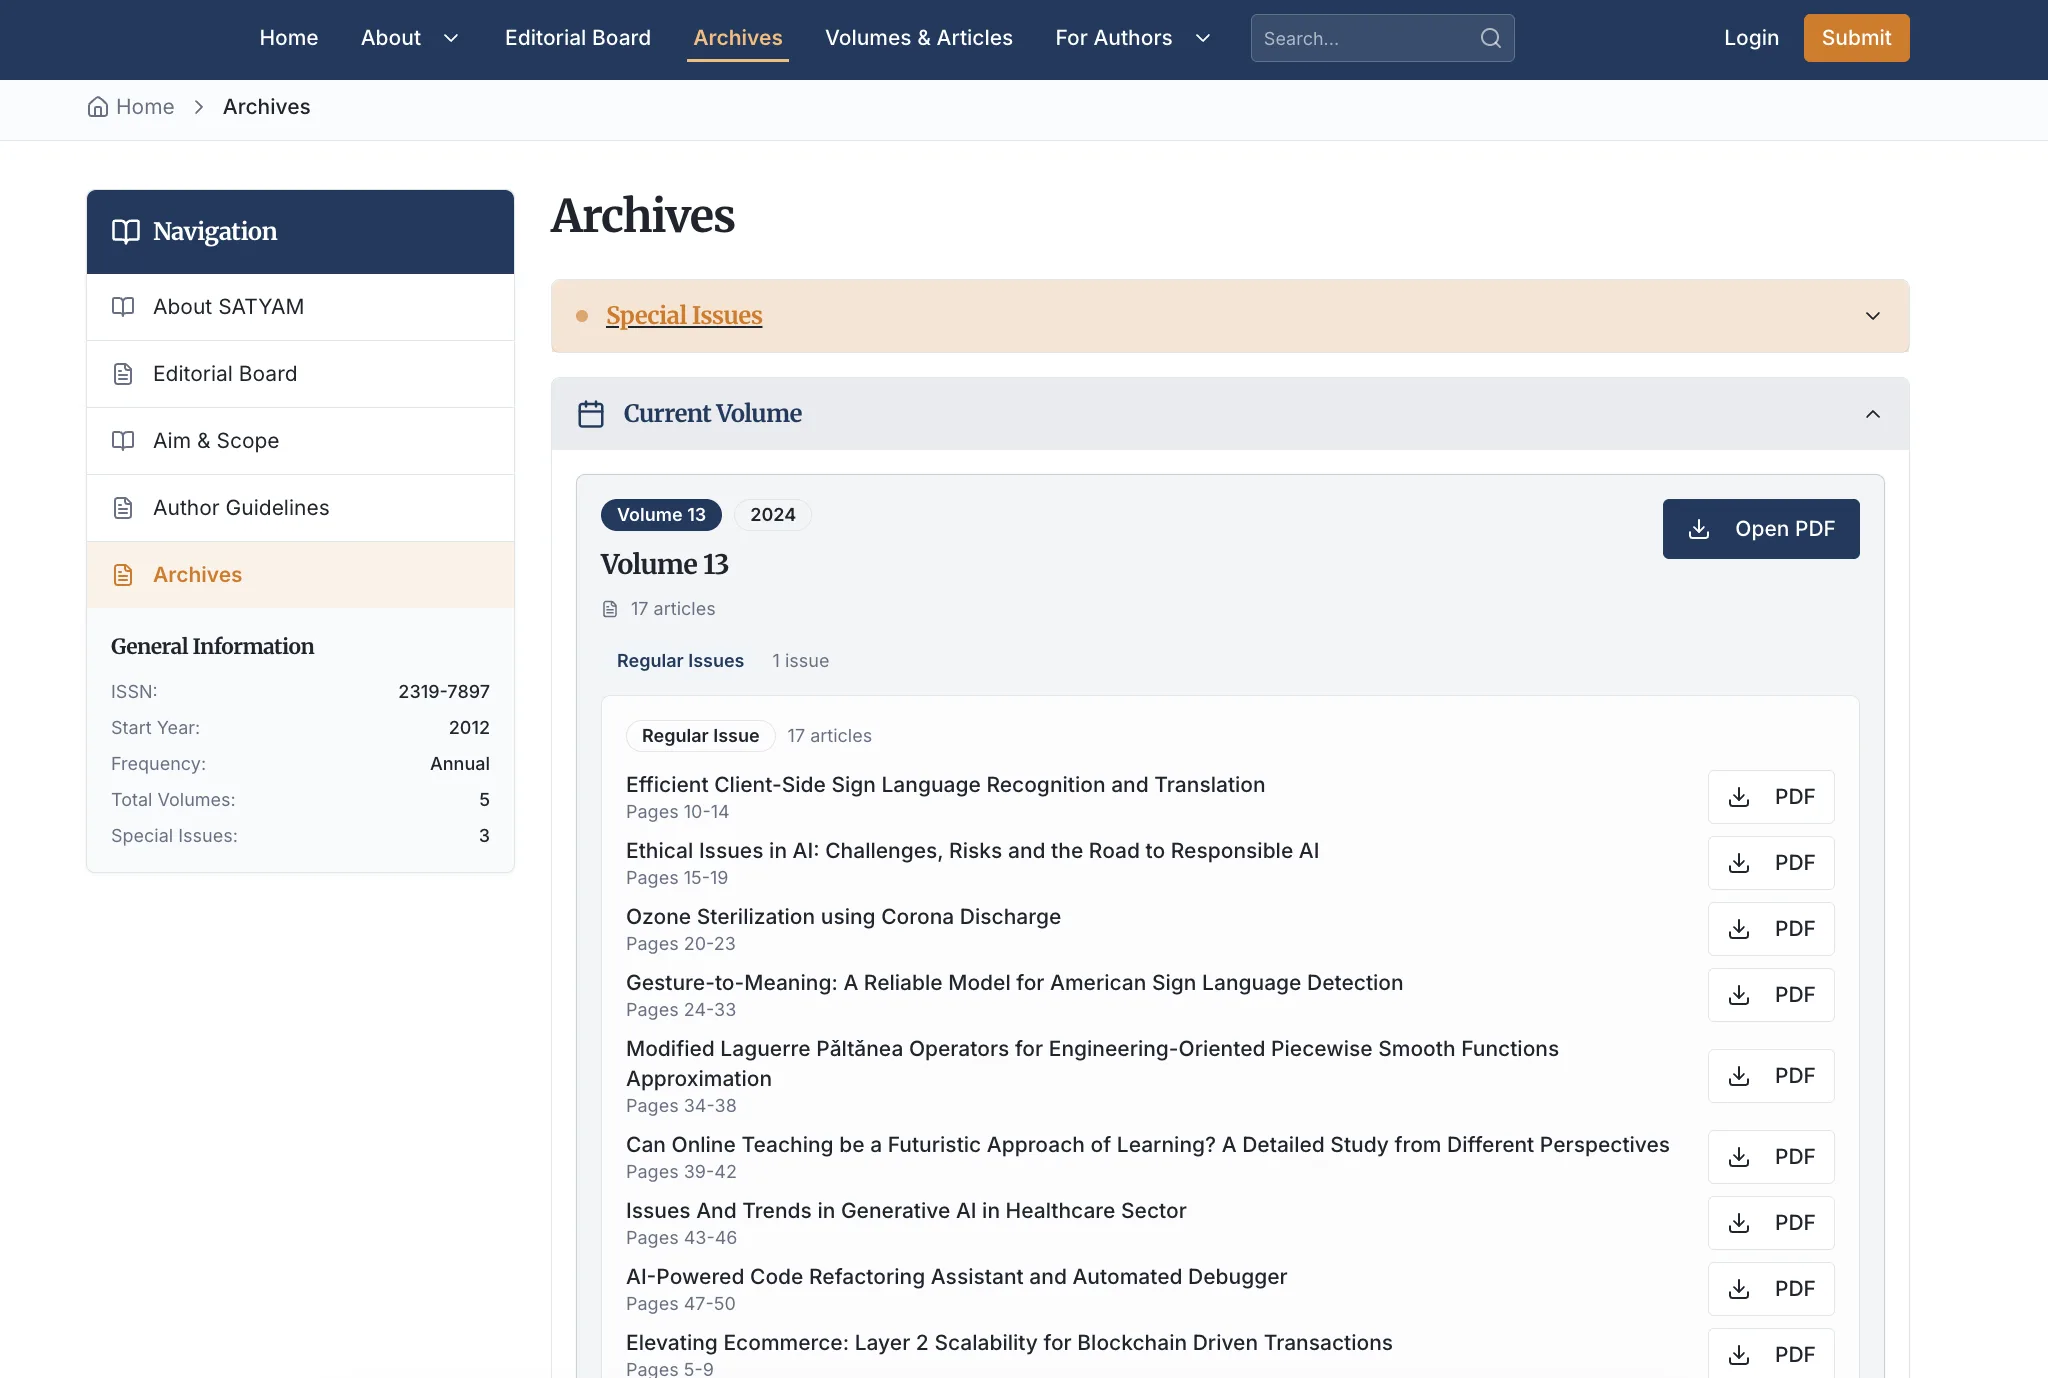 Home
About
Editorial Board
Archives
Volumes & Articles
For Authors
Search...
Login
Submit
Home
Archives
Navigation
About SATYAM
Editorial Board
Aim & Scope
Author Guidelines
Archives
General Information
ISSN: 2319-7897
Start Year: 2012
Frequency: Annual
Total Volumes: 5
Special Issues: 3
Archives
Special Issues
Current Volume
Volume 13 2024
Open PDF
Volume 13
17 articles
Regular Issues 1 issue
Regular Issue 17 articles
Efficient Client-Side Sign Language Recognition and Translation
Pages 10-14
PDF
Ethical Issues in AI: Challenges, Risks and the Road to Responsible AI
Pages 15-19
PDF
Ozone Sterilization using Corona Discharge
Pages 20-23
PDF
Gesture-to-Meaning: A Reliable Model for American Sign Language Detection
Pages 24-33
PDF
Modified Laguerre Pǎltǎnea Operators for Engineering-Oriented Piecewise Smooth Functions
Approximation
Pages 34-38
PDF
Can Online Teaching be a Futuristic Approach of Learning? A Detailed Study from Different Perspectives
Pages 39-42
PDF
Issues And Trends in Generative AI in Healthcare Sector
Pages 43-46
PDF
AI-Powered Code Refactoring Assistant and Automated Debugger
Pages 47-50
PDF
Elevating Ecommerce: Layer 2 Scalability for Blockchain Driven Transactions
Pages 5-9
PDF